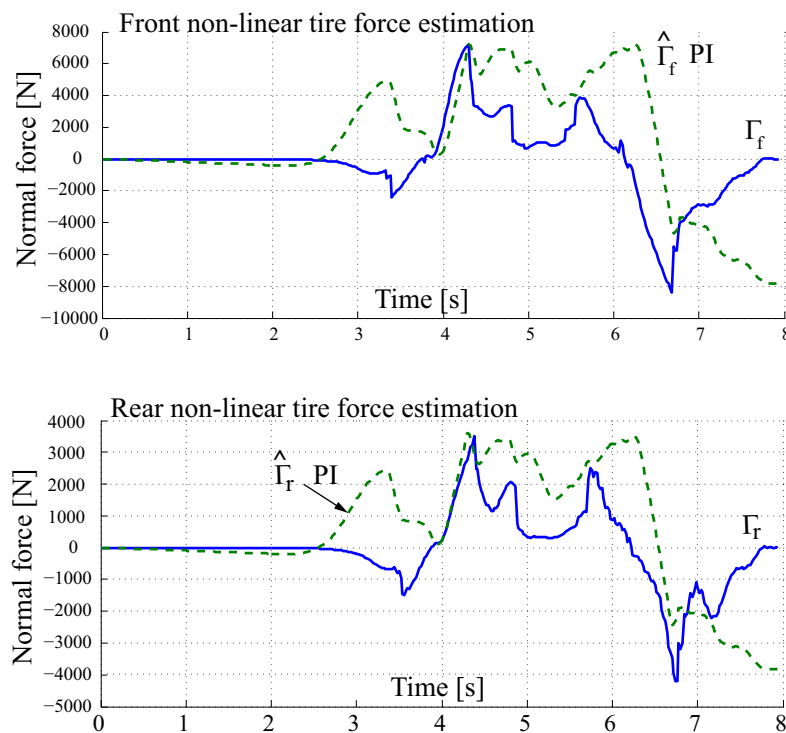 Front non-linear tire force estimation
Normal force [N]
8000
6000
4000
2000
0
−2000
−4000
−6000
−8000
−10000
Γ̂f PI
Γf
Time [s]
0 1 2 3 4 5 6 7 8
Rear non-linear tire force estimation
Normal force [N]
4000
3000
2000
1000
0
−1000
−2000
−3000
−4000
−5000
Γ̂r PI
Γr
Time [s]
0 1 2 3 4 5 6 7 8